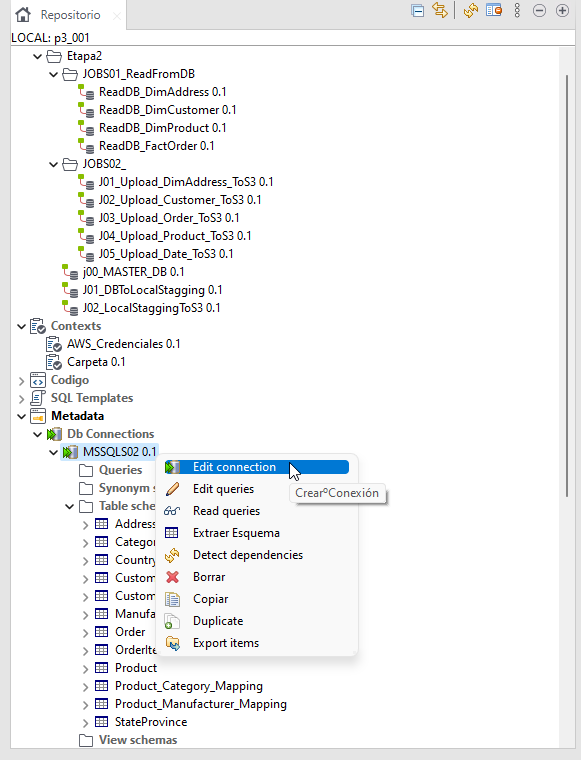 Repositorio
LOCAL: p3_001
Etapa2
JOBS01_ReadFromDB
ReadDB_DimAddress 0.1
ReadDB_DimCustomer 0.1
ReadDB_DimProduct 0.1
ReadDB_FactOrder 0.1
JOBS02_
J01_Upload_DimAddress_ToS3 0.1
J02_Upload_Customer_ToS3 0.1
J03_Upload_Order_ToS3 0.1
J04_Upload_Product_ToS3 0.1
J05_Upload_Date_ToS3 0.1
j00_MASTER_DB 0.1
J01_DBToLocalStagging 0.1
J02_LocalStaggingToS3 0.1
Contexts
AWS_Credenciales 0.1
Carpeta 0.1
Codigo
SQL Templates
Metadata
Db Connections
MSSQLS02 0.1
Edit connection
Queries
CrearºConexión
Synonym s
Edit queries
Table sche
Read queries
Address
Extraer Esquema
Categor
Detect dependencies
Country
Borrar
Custom
Copiar
Custom
Duplicate
Manufa
Export items
Order
OrderIte
Product
Product_Category_Mapping
Product_Manufacturer_Mapping
StateProvince
View schemas